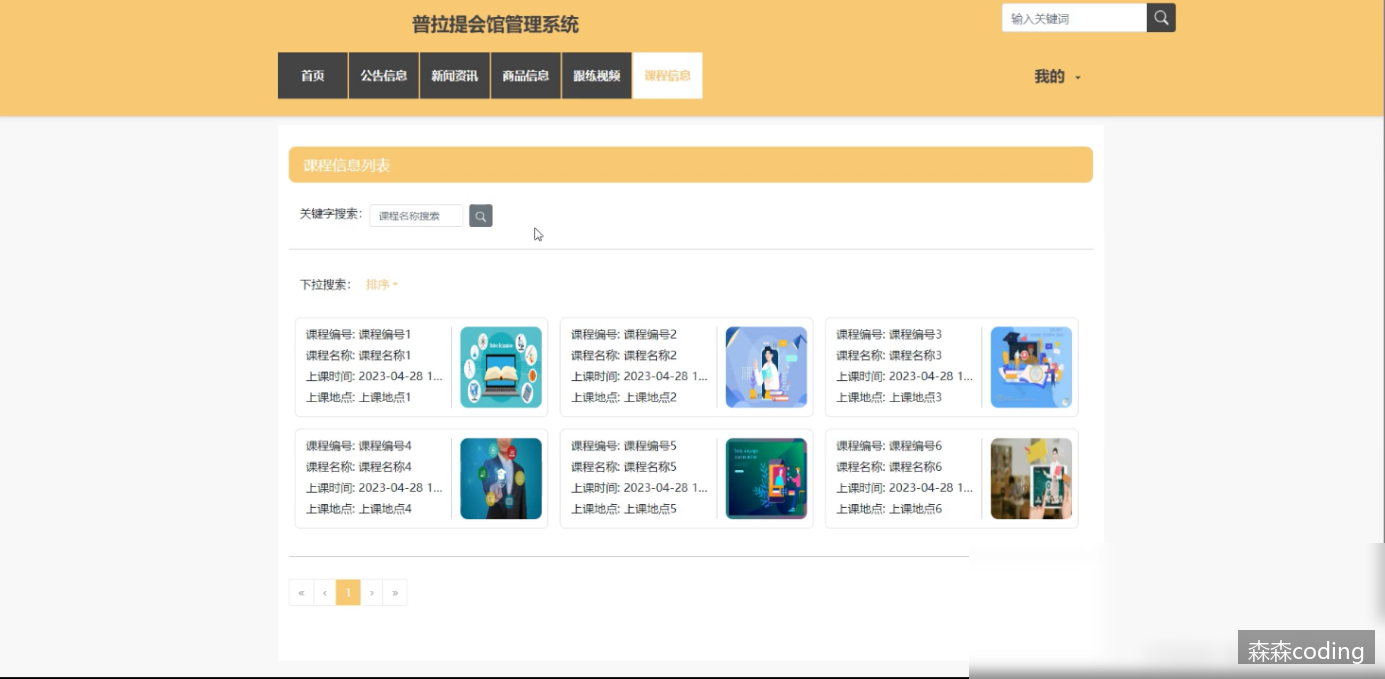 普拉提会馆管理系统
输入关键词
首页 公告信息 新闻资讯 商品信息 跟练视频 课程信息
我的
课程信息列表
关键字搜索: 课程名称搜索
下拉搜索: 排序
课程编号: 课程编号1
课程名称: 课程名称1
上课时间: 2023-04-28 1...
上课地点: 上课地点1
课程编号: 课程编号2
课程名称: 课程名称2
上课时间: 2023-04-28 1...
上课地点: 上课地点2
课程编号: 课程编号3
课程名称: 课程名称3
上课时间: 2023-04-28 1...
上课地点: 上课地点3
课程编号: 课程编号4
课程名称: 课程名称4
上课时间: 2023-04-28 1...
上课地点: 上课地点4
课程编号: 课程编号5
课程名称: 课程名称5
上课时间: 2023-04-28 1...
上课地点: 上课地点5
课程编号: 课程编号6
课程名称: 课程名称6
上课时间: 2023-04-28 1...
上课地点: 上课地点6
« ‹ 1 › »
森森coding